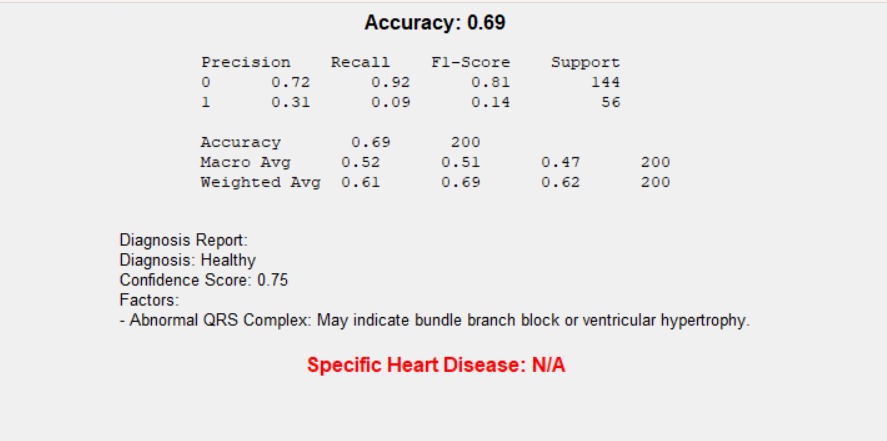 Accuracy: 0.69
Precision Recall F1-Score Support
0 0.72 0.92 0.81 144
1 0.31 0.09 0.14 56
Accuracy 0.69 200
Macro Avg 0.52 0.51 0.47 200
Weighted Avg 0.61 0.69 0.62 200
Diagnosis Report:
Diagnosis: Healthy
Confidence Score: 0.75
Factors:
- Abnormal QRS Complex: May indicate bundle branch block or ventricular hypertrophy.
Specific Heart Disease: N/A